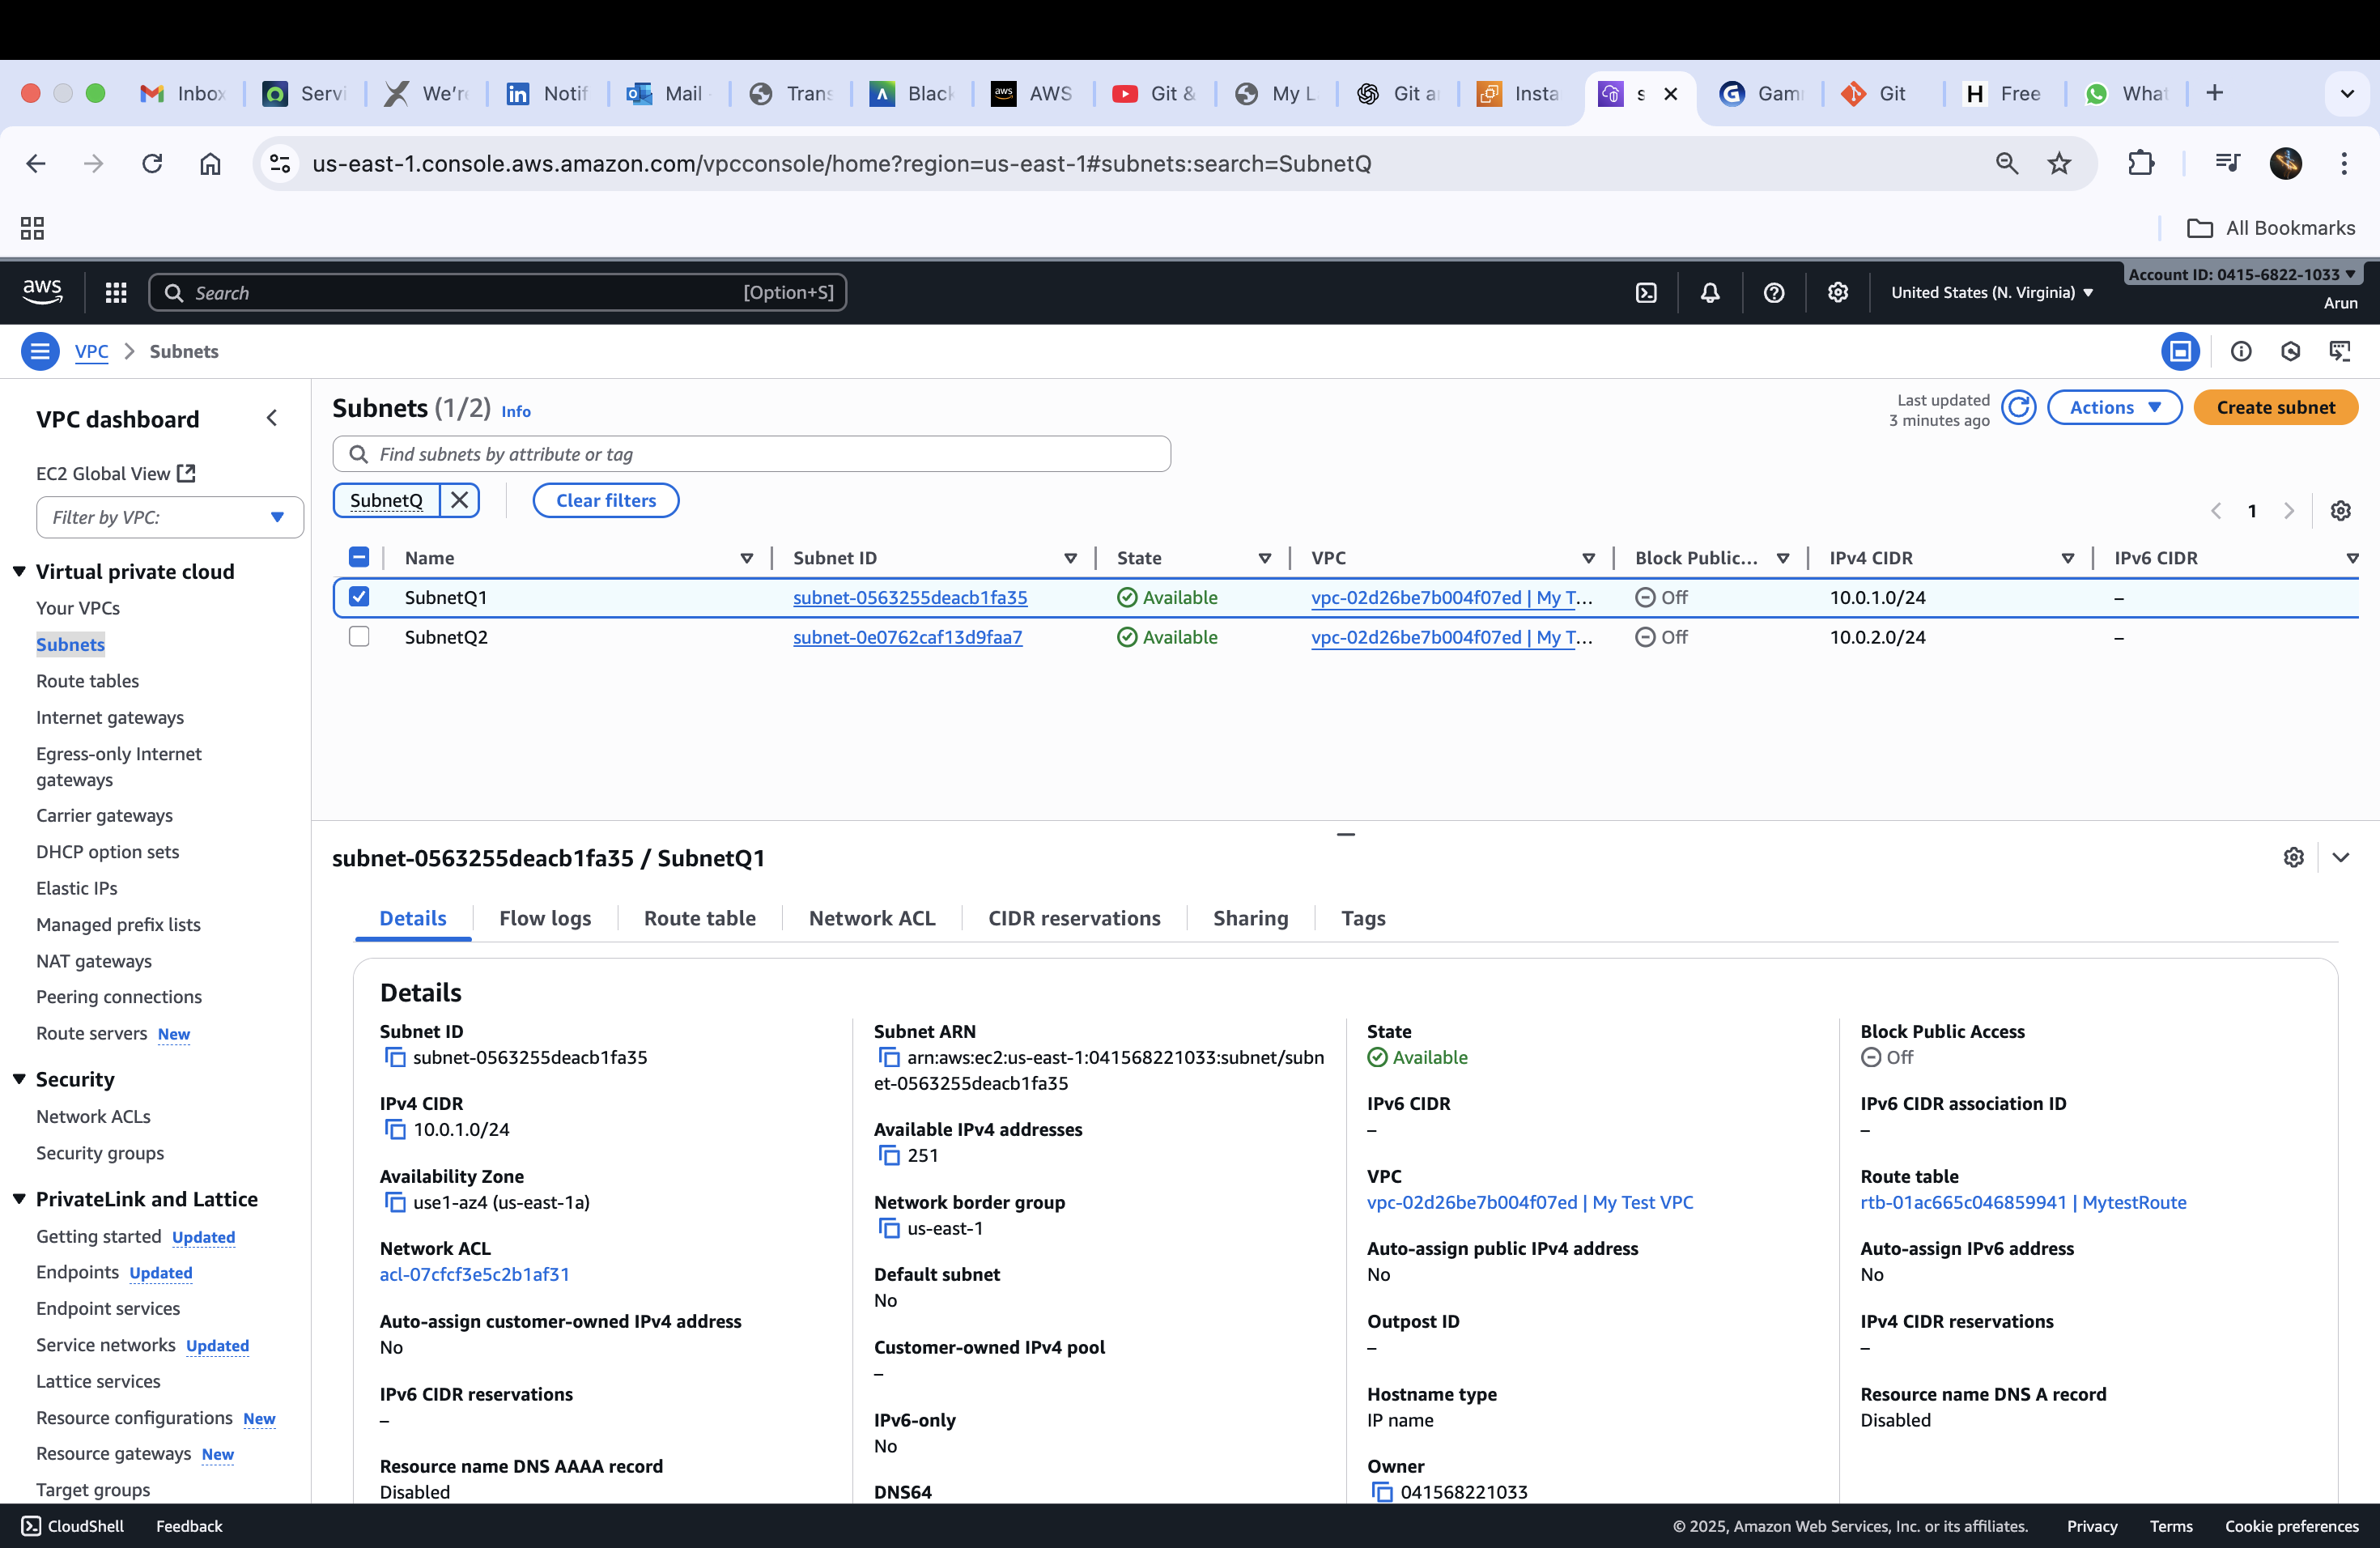 Inbox
Servi
We're
Notif
Mail
Trans
Black
aws
AWS
Git &
My L
Git a
Insta
s
Gam
Git
H
Free
What
us-east-1.console.aws.amazon.com/vpcconsole/home?region=us-east-1#subnets:search=SubnetQ
All Bookmarks
aws
Search
[Option+S]
United States (N. Virginia)
Account ID: 0415-6822-1033
Arun
VPC
Subnets
VPC dashboard
EC2 Global View
Filter by VPC:
Virtual private cloud
Your VPCs
Subnets
Route tables
Internet gateways
Egress-only Internet
gateways
Carrier gateways
DHCP option sets
Elastic IPs
Managed prefix lists
NAT gateways
Peering connections
Route servers New
Security
Network ACLs
Security groups
PrivateLink and Lattice
Getting started Updated
Endpoints Updated
Endpoint services
Service networks Updated
Lattice services
Resource configurations New
Resource gateways New
Target groups
Subnets (1/2) Info
Last updated
3 minutes ago
Actions
Create subnet
Find subnets by attribute or tag
SubnetQ
Clear filters
1
Name Subnet ID State VPC Block Public... IPv4 CIDR IPv6 CIDR
SubnetQ1 subnet-0563255deacb1fa35 Available vpc-02d26be7b004f07ed | My T... Off 10.0.1.0/24 –
SubnetQ2 subnet-0e0762caf13d9faa7 Available vpc-02d26be7b004f07ed | My T... Off 10.0.2.0/24 –
subnet-0563255deacb1fa35 / SubnetQ1
Details Flow logs Route table Network ACL CIDR reservations Sharing Tags
Details
Subnet ID
subnet-0563255deacb1fa35
IPv4 CIDR
10.0.1.0/24
Availability Zone
use1-az4 (us-east-1a)
Network ACL
acl-07cfcf3e5c2b1af31
Auto-assign customer-owned IPv4 address
No
IPv6 CIDR reservations
–
Resource name DNS AAAA record
Disabled
Subnet ARN
arn:aws:ec2:us-east-1:041568221033:subnet/subn
et-0563255deacb1fa35
Available IPv4 addresses
251
Network border group
us-east-1
Default subnet
No
Customer-owned IPv4 pool
–
IPv6-only
No
DNS64
State
Available
IPv6 CIDR
–
VPC
vpc-02d26be7b004f07ed | My Test VPC
Auto-assign public IPv4 address
No
Outpost ID
–
Hostname type
IP name
Owner
041568221033
Block Public Access
Off
IPv6 CIDR association ID
–
Route table
rtb-01ac665c046859941 | MytestRoute
Auto-assign IPv6 address
No
IPv4 CIDR reservations
–
Resource name DNS A record
Disabled
CloudShell
Feedback
© 2025, Amazon Web Services, Inc. or its affiliates.
Privacy
Terms
Cookie preferences